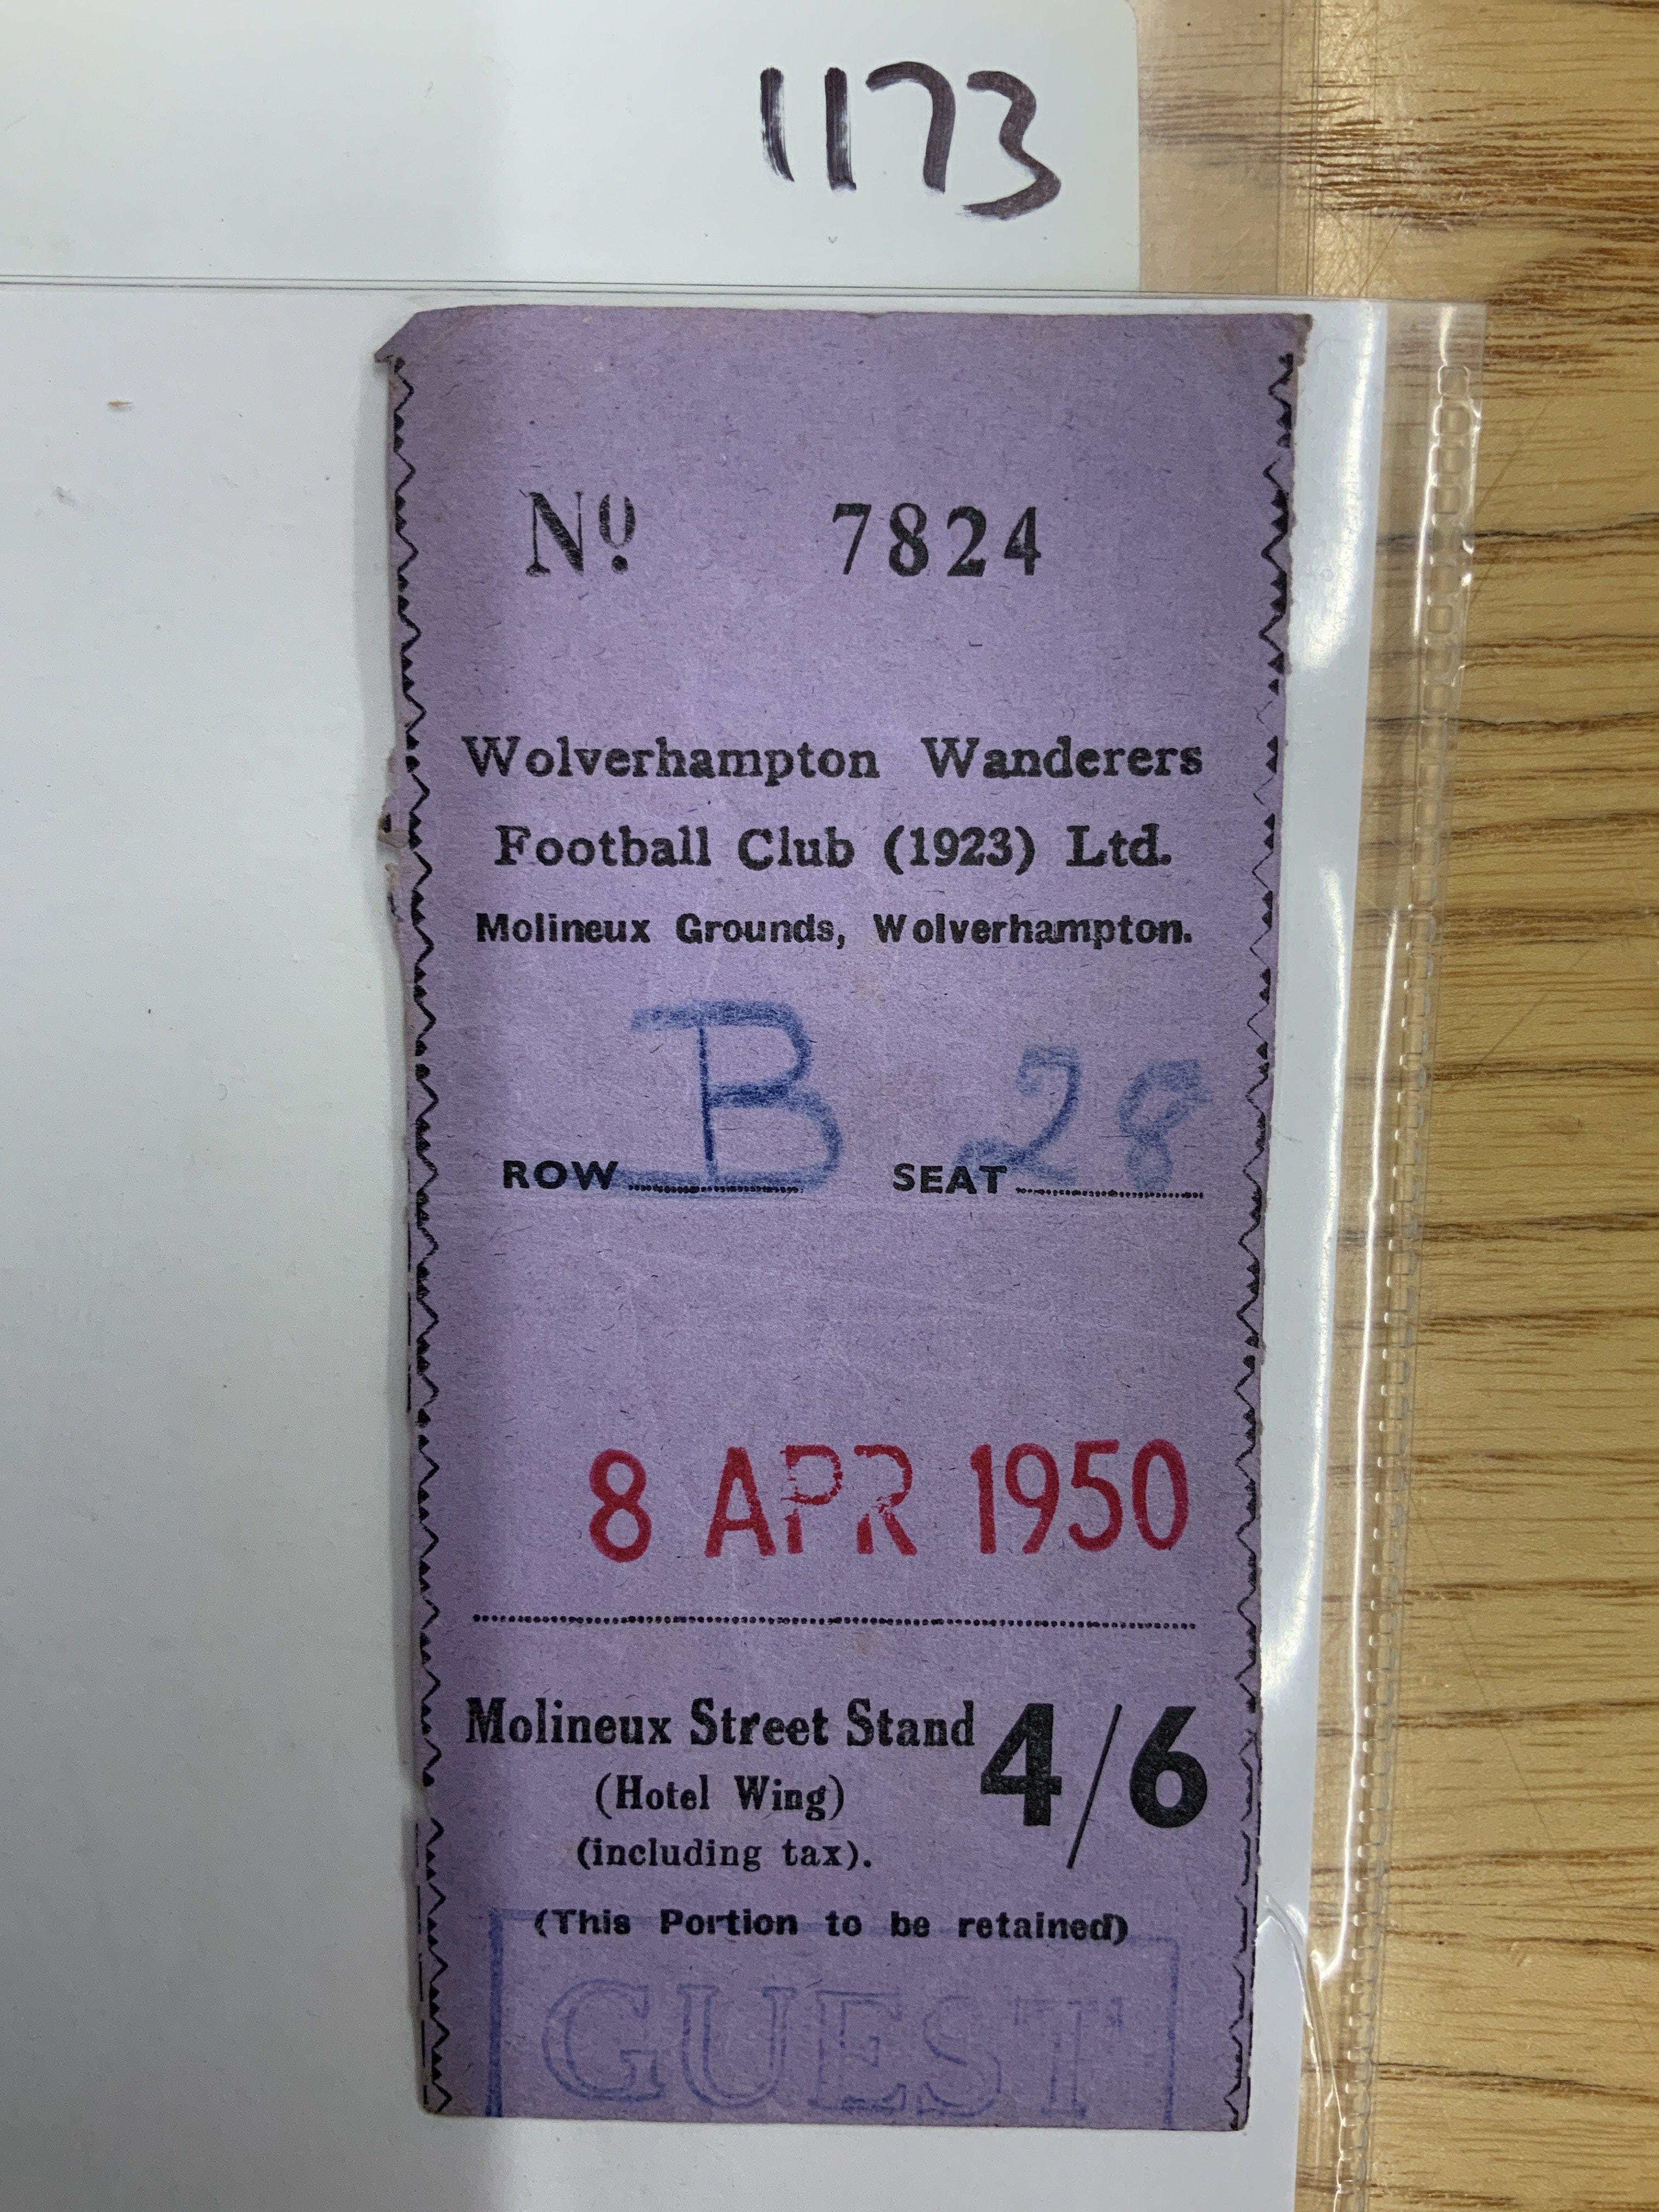 1173
Nº 7824
Wolverhampton Wanderers
Football Club (1923) Ltd.
Molineux Grounds, Wolverhampton.
ROW B SEAT 28
8 APR 1950
Molineux Street Stand 4/6
(Hotel Wing)
(including tax).
(This Portion to be retained)
GUEST